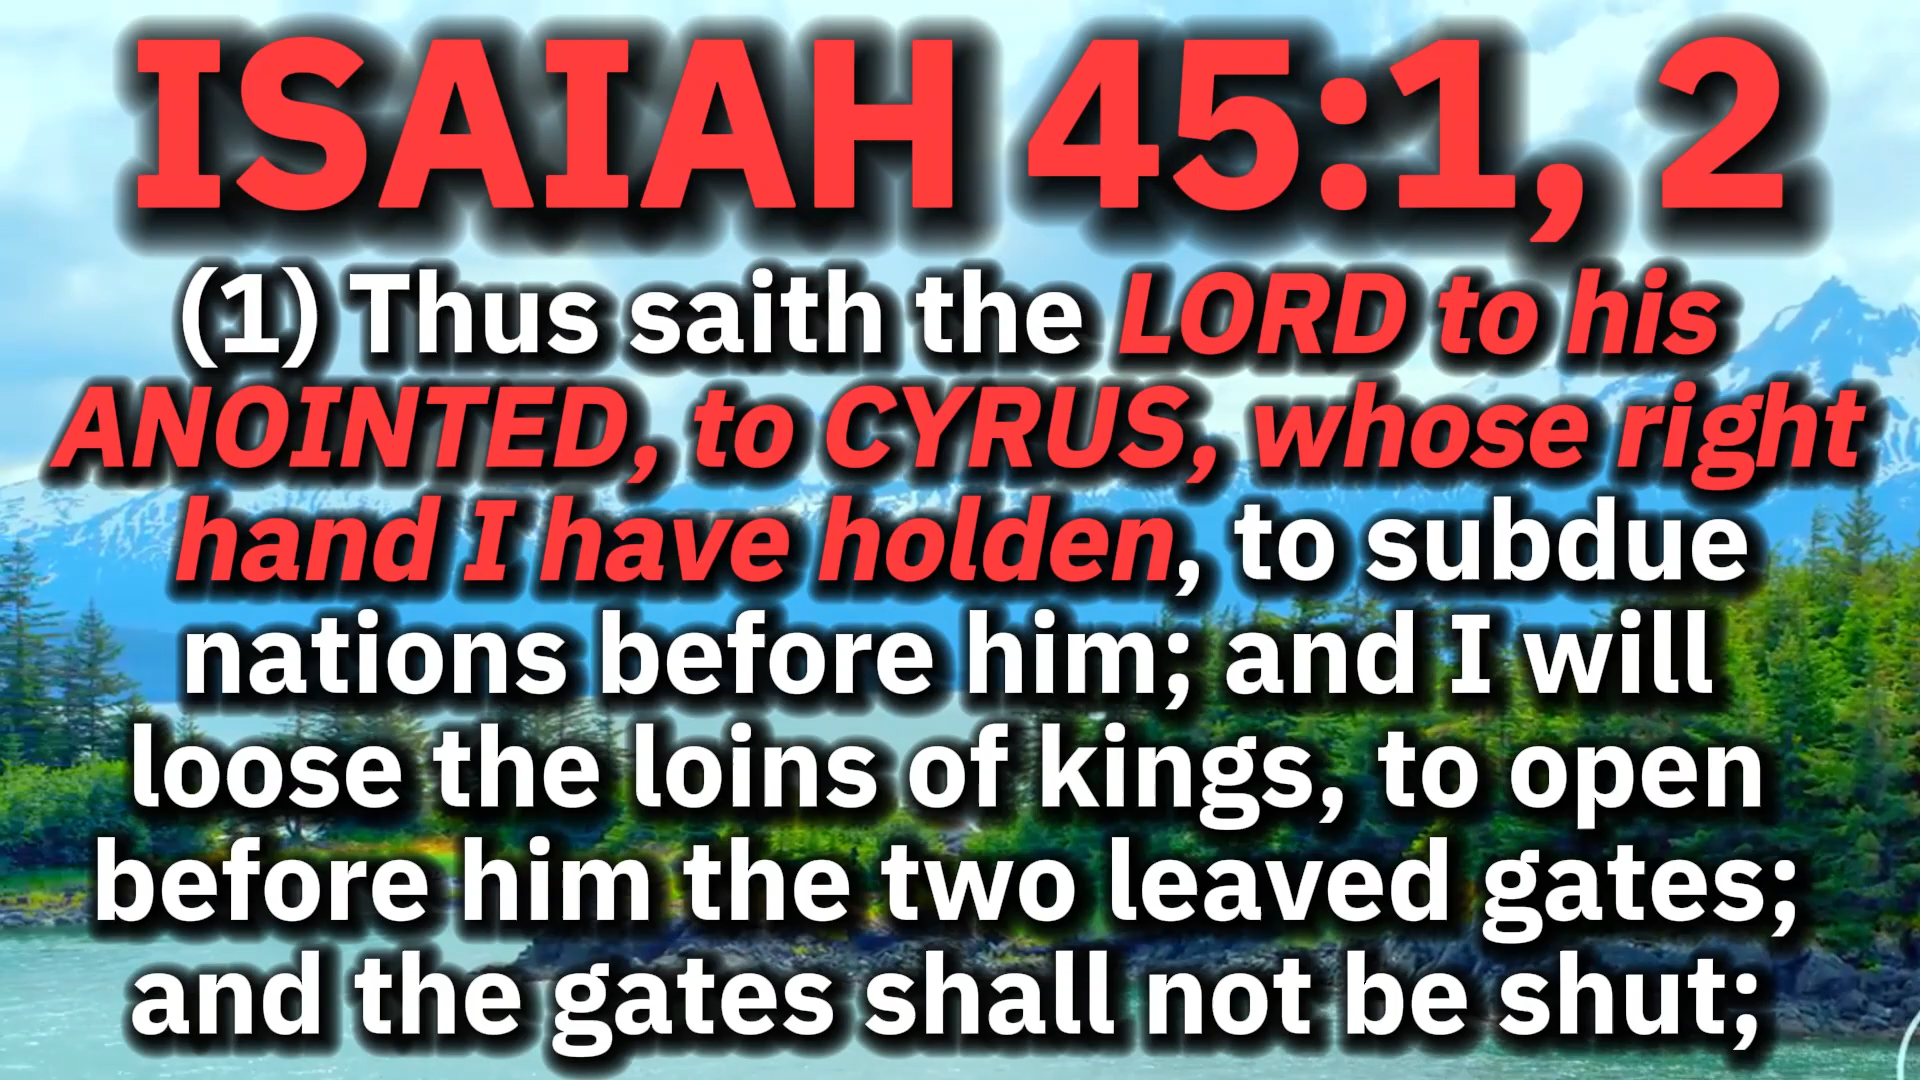 ISAIAH 45:1, 2
(1) Thus saith the LORD to his
ANOINTED, to CYRUS, whose right
hand I have holden, to subdue
nations before him; and I will
loose the loins of kings, to open
before him the two leaved gates;
and the gates shall not be shut;